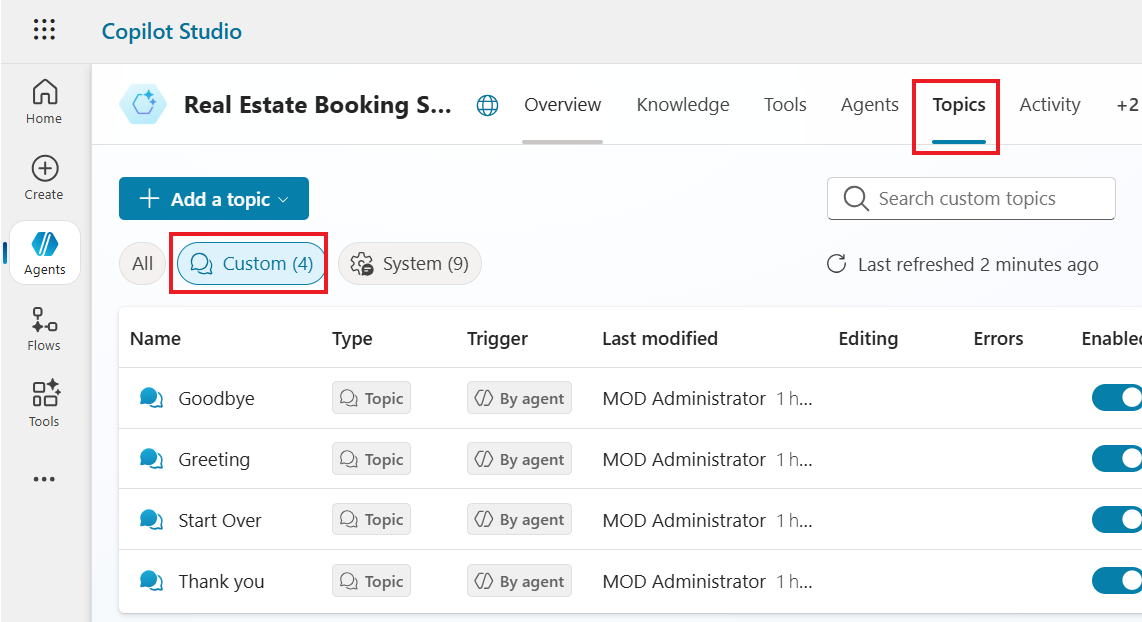 Copilot Studio
Home
Create
Agents
Flows
Tools
Real Estate Booking S... Overview Knowledge Tools Agents Topics Activity +2
Add a topic
Search custom topics
All Custom (4) System (9)
Last refreshed 2 minutes ago
Name Type Trigger Last modified Editing Errors Enabled
Goodbye Topic By agent MOD Administrator 1 h...
Greeting Topic By agent MOD Administrator 1 h...
Start Over Topic By agent MOD Administrator 1 h...
Thank you Topic By agent MOD Administrator 1 h...